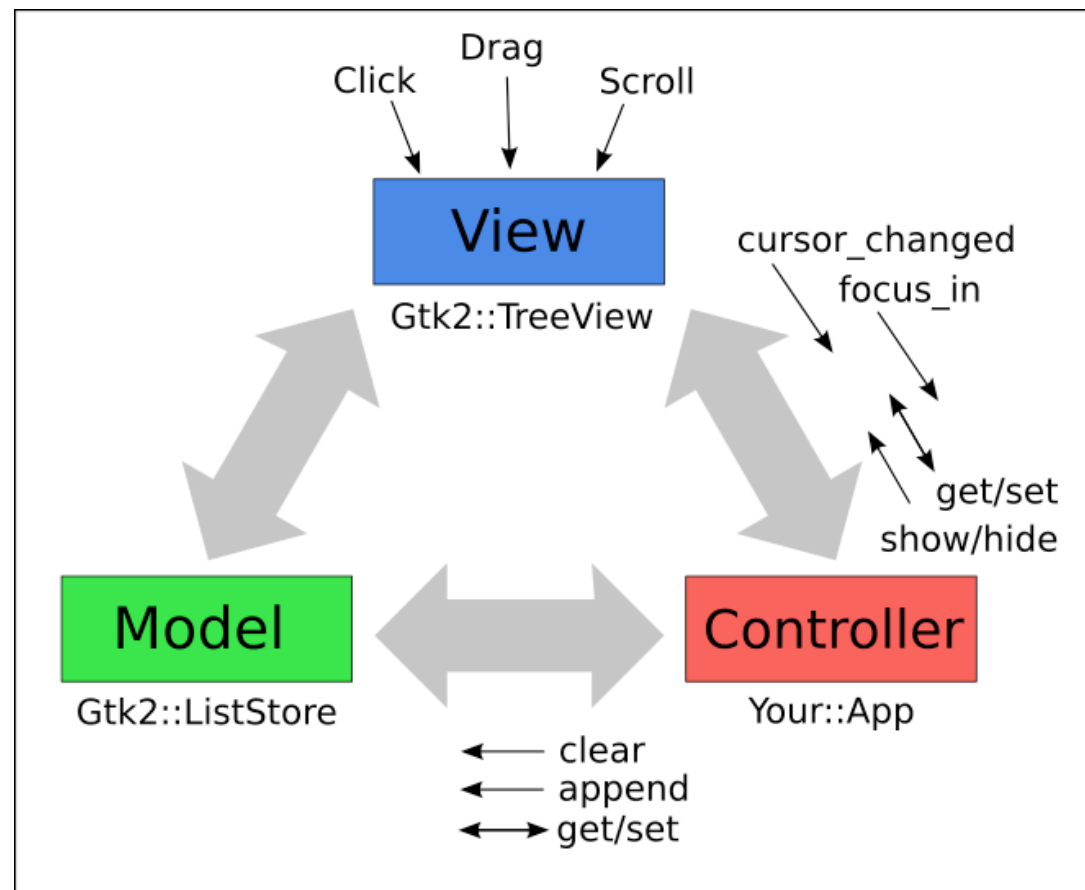 Drag
Click
Scroll
View
Gtk2::TreeView
cursor_changed
focus_in
get/set
show/hide
Model
Controller
Gtk2::ListStore
Your::App
clear
append
get/set